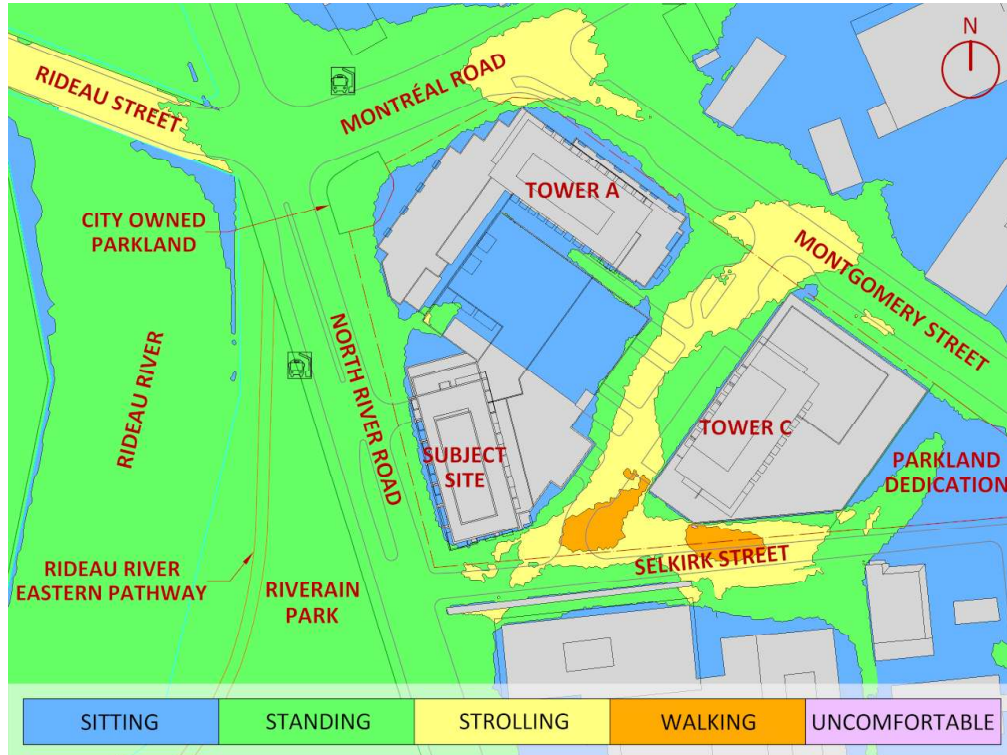 N
RIDEAU STREET
MONTRÉAL ROAD
TOWER A
CITY OWNED
PARKLAND
MONTGOMERY STREET
RIDEAU RIVER
NORTH RIVER ROAD
TOWER C
SUBJECT
SITE
PARKLAND
DEDICATION
SELKIRK STREET
RIDEAU RIVER
EASTERN PATHWAY
RIVERAIN
PARK
SITTING
STANDING
STROLLING
WALKING
UNCOMFORTABLE